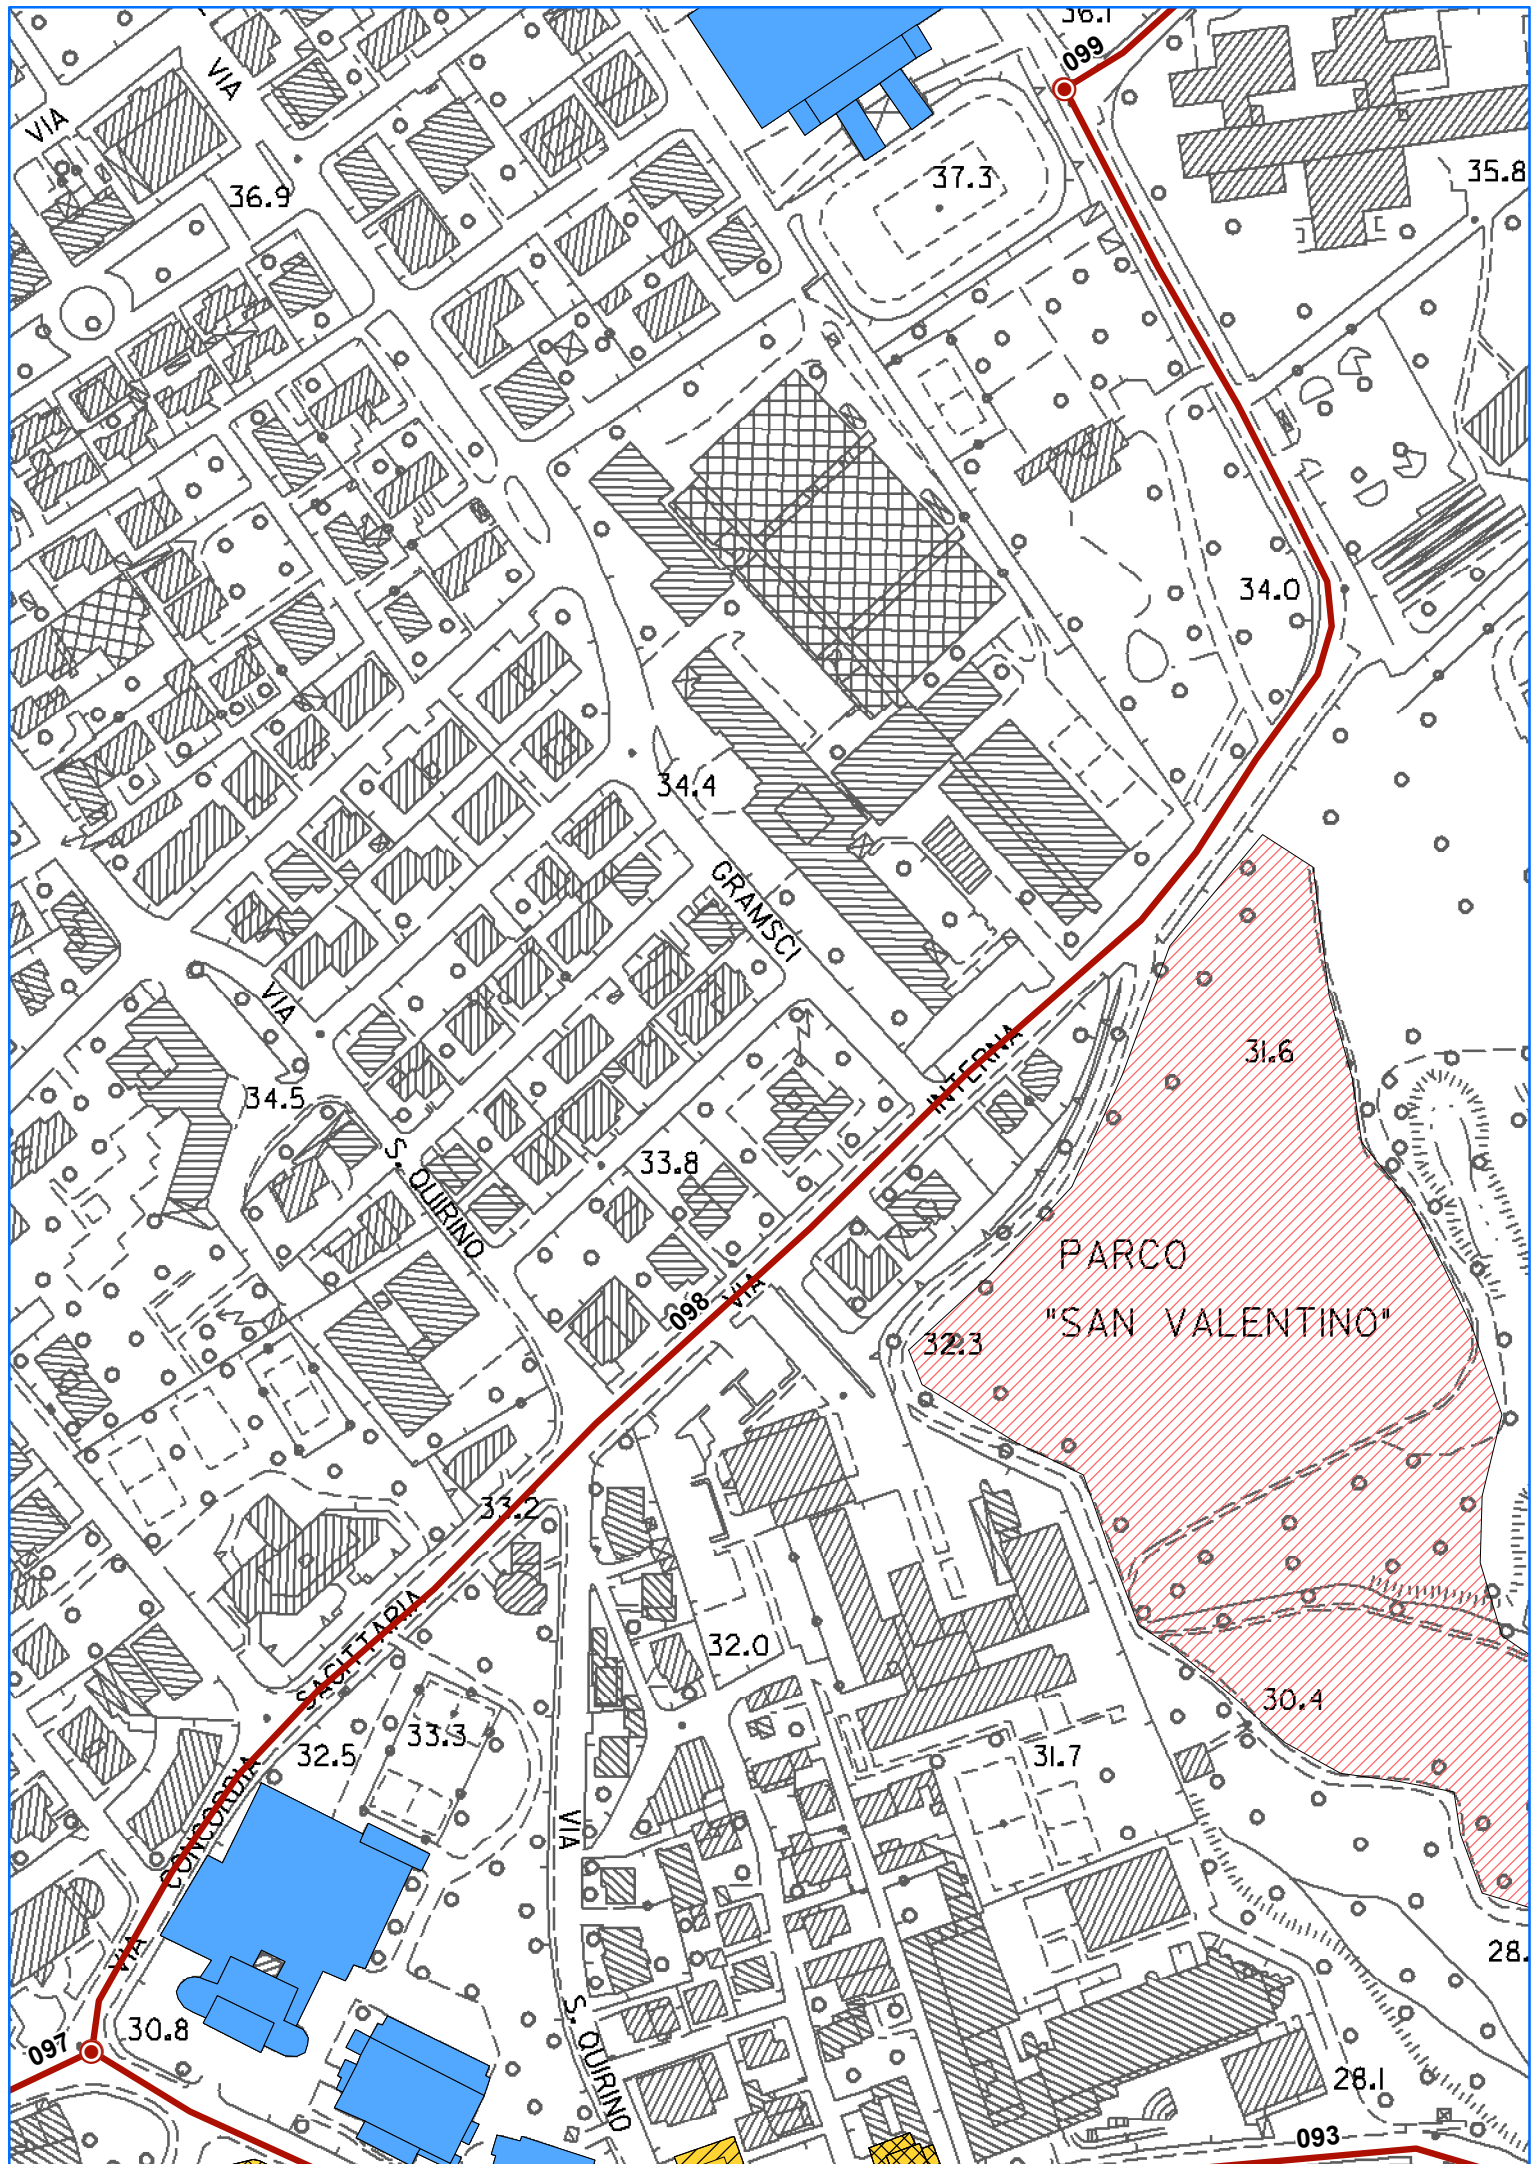 36.1
099
VIA
VIA
36.9
37.3
35.8
34.0
34.4
GRAMSCI
VIA
INTERNA
31.6
34.5
S. QUIRINO
33.8
PARCO
"SAN VALENTINO"
098
VIA
32.3
33.2
SAGITTARIA
32.0
30.4
33.3
32.5
31.7
CONCORDIA
VIA
VIA
28.
30.8
097
S. QUIRINO
28.1
093